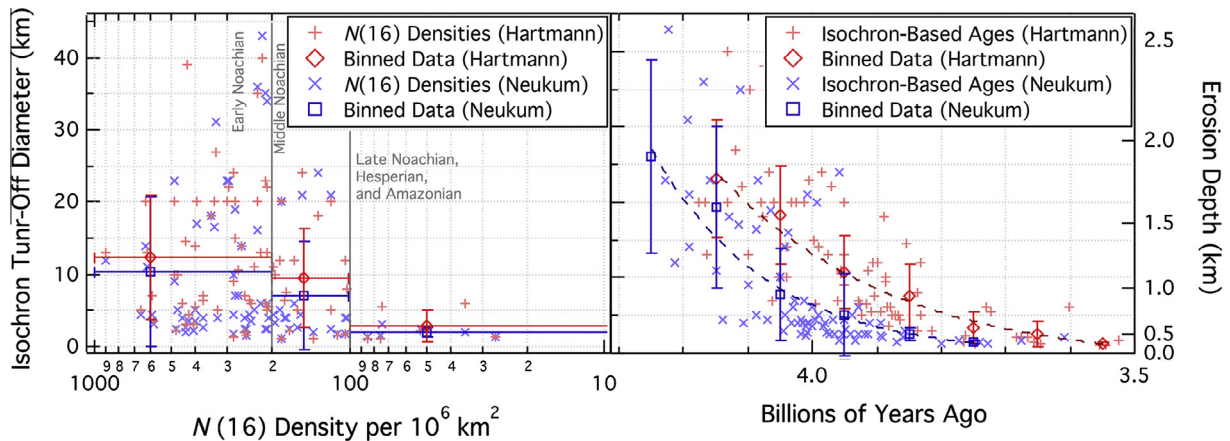 Isochron Tunr-Off Diameter (km)
40
30
20
10
0
Early Noachian
Middle Noachian
N(16) Densities (Hartmann)
Binned Data (Hartmann)
N(16) Densities (Neukum)
Binned Data (Neukum)
Late Noachian,
Hesperian,
and Amazonian
1000 9 8 7 6 5 4 3 2 100 9 8 7 6 5 4 3 2 10
N (16) Density per 10⁶ km²
Isochron-Based Ages (Hartmann)
Binned Data (Hartmann)
Isochron-Based Ages (Neukum)
Binned Data (Neukum)
2.5
2.0
1.5
1.0
0.5
0.0
Erosion Depth (km)
4.0 3.5
Billions of Years Ago